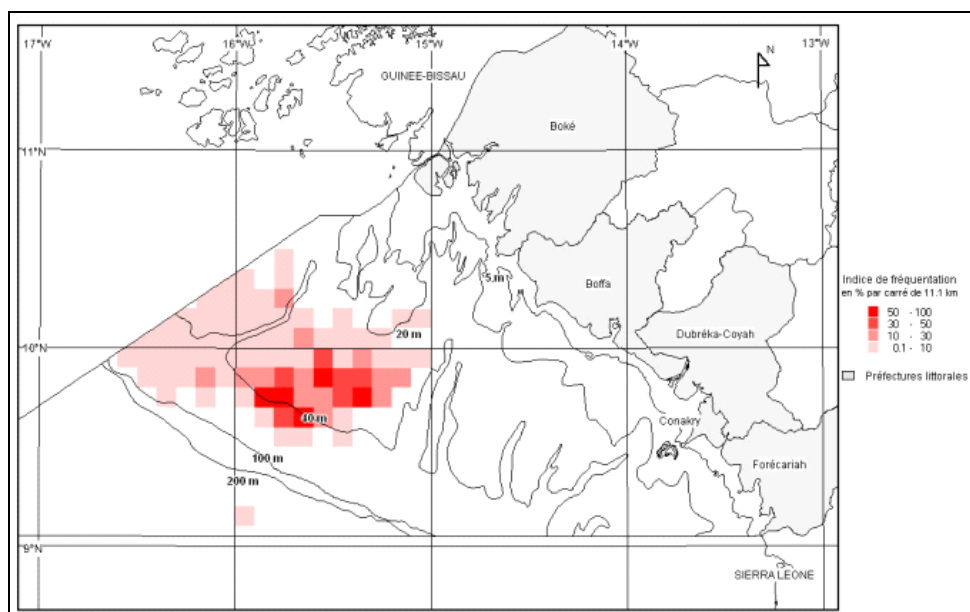 17°W 16°W 15°W 14°W 13°W
N
GUINEE-BISSAU
Boké
11°N
5 m
Boffa
20 m
10°N
Dubréka-Coyah
40 m
Conakry
100 m
Forécariah
200 m
9°N
SIERRA LEONE
Indice de fréquentation
en % par carré de 11.1 km
50 - 100
30 - 50
10 - 30
0.1 - 10
Préfectures littorales